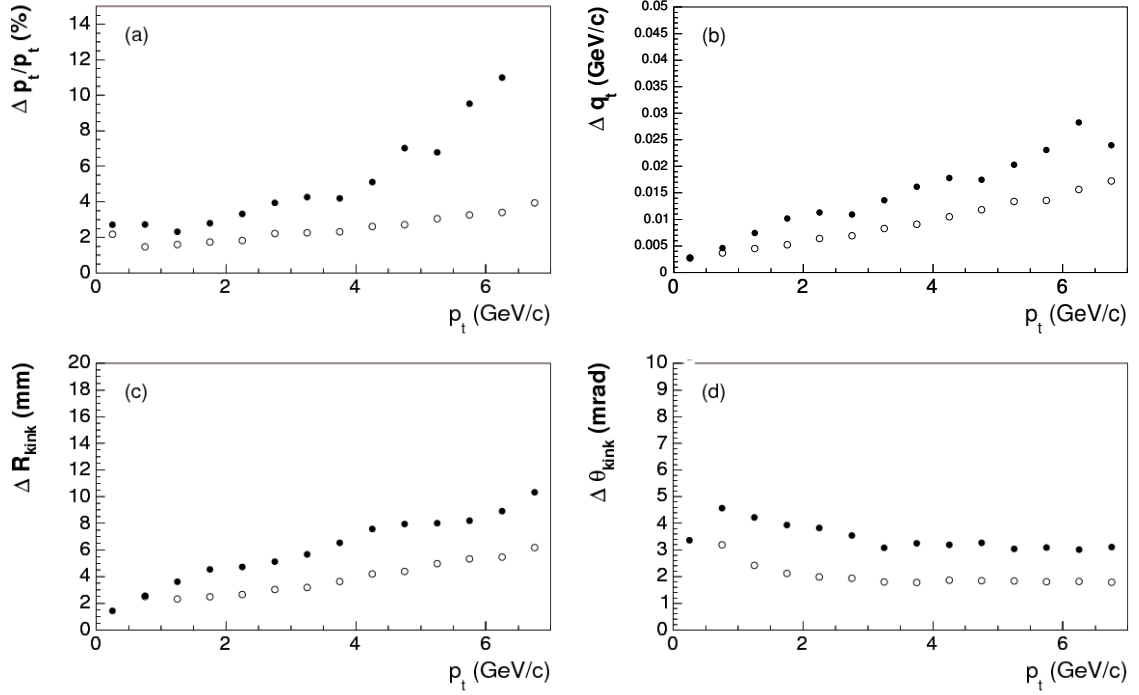 Δ p_t/p_t (%)
(a)
14
12
10
8
6
4
2
0
0 2 4 6
p_t (GeV/c)
Δ q_t (GeV/c)
(b)
0.05
0.045
0.04
0.035
0.03
0.025
0.02
0.015
0.01
0.005
0
0 2 4 6
p_t (GeV/c)
Δ R_kink (mm)
(c)
20
18
16
14
12
10
8
6
4
2
0
0 2 4 6
p_t (GeV/c)
Δ θ_kink (mrad)
(d)
10
9
8
7
6
5
4
3
2
1
0
0 2 4 6
p_t (GeV/c)